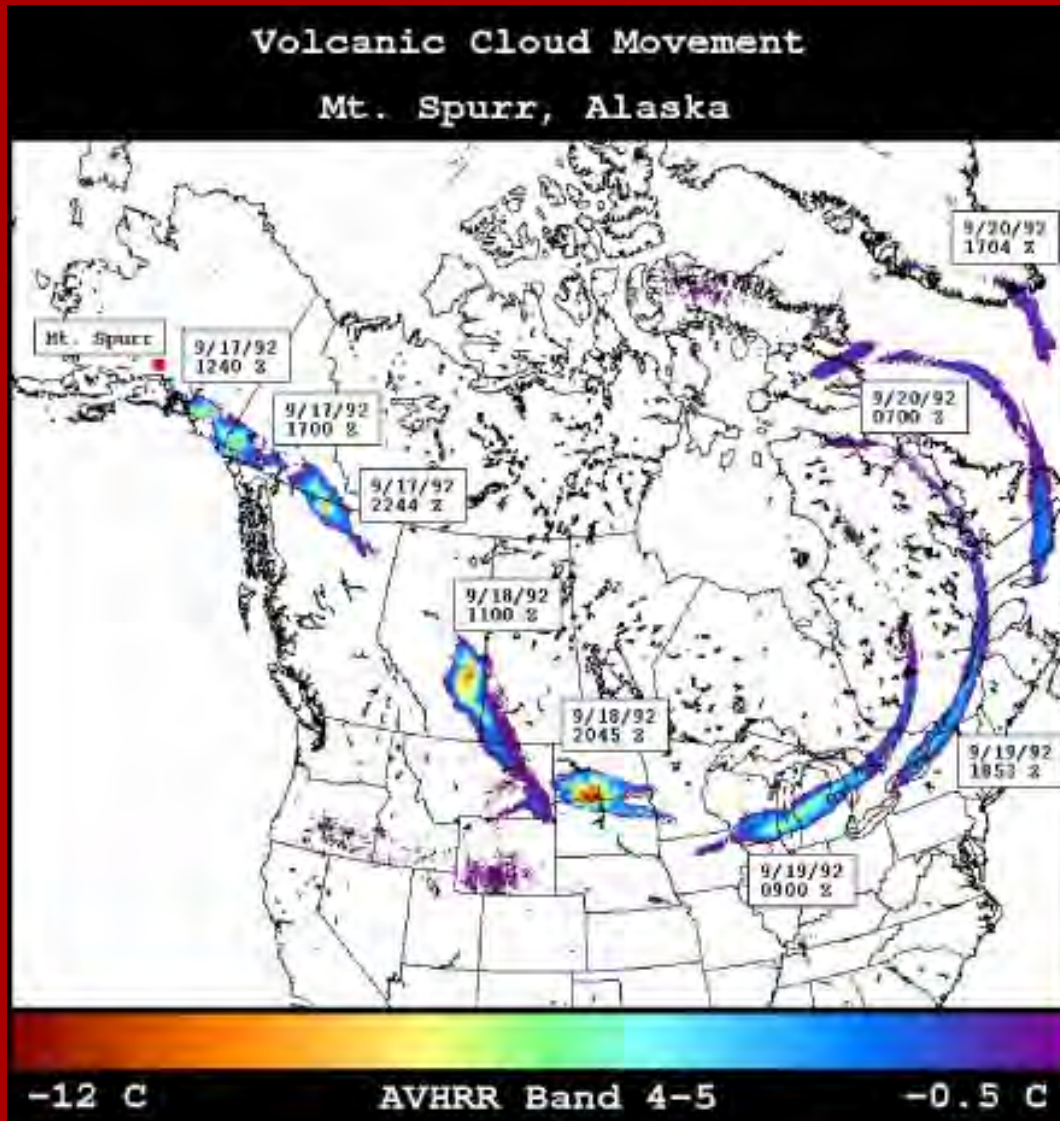 Volcanic Cloud Movement
Mt. Spurr, Alaska
9/20/92
1704 Z
Mt. Spurr
9/17/92
1240 Z
9/17/92
1700 Z
9/20/92
0700 Z
9/17/92
2244 Z
9/18/92
1100 Z
9/18/92
2045 Z
9/19/92
1853 Z
9/19/92
0900 Z
-12 C
AVHRR Band 4-5
-0.5 C